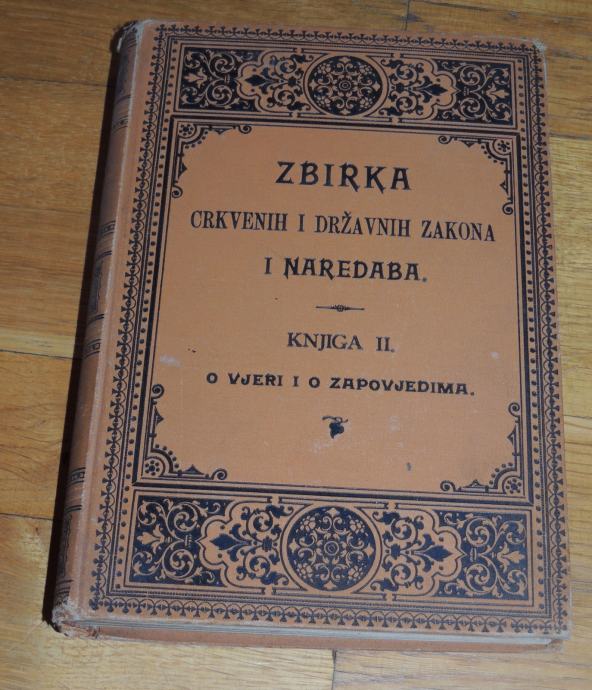 ZBIRKA
CRKVENIH I DRŽAVNIH ZAKONA
I NAREDABA.
KNJIGA II.
O VJERI I O ZAPOVJEDIMA.